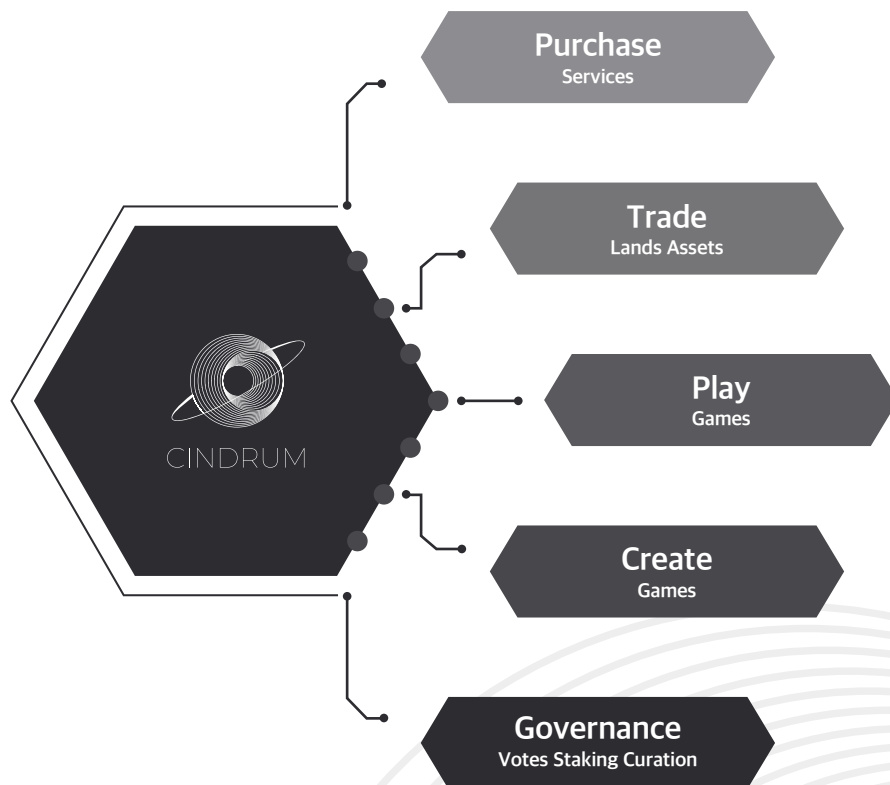 Purchase
Services
Trade
Lands Assets
CINDRUM
Play
Games
Create
Games
Governance
Votes Staking Curation